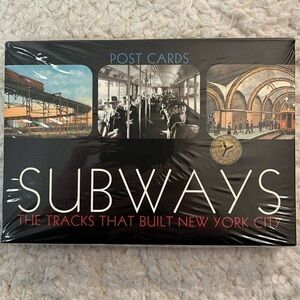 POST CARDS
SUBWAYS
THE TRACKS THAT BUILT NEW YORK CITY